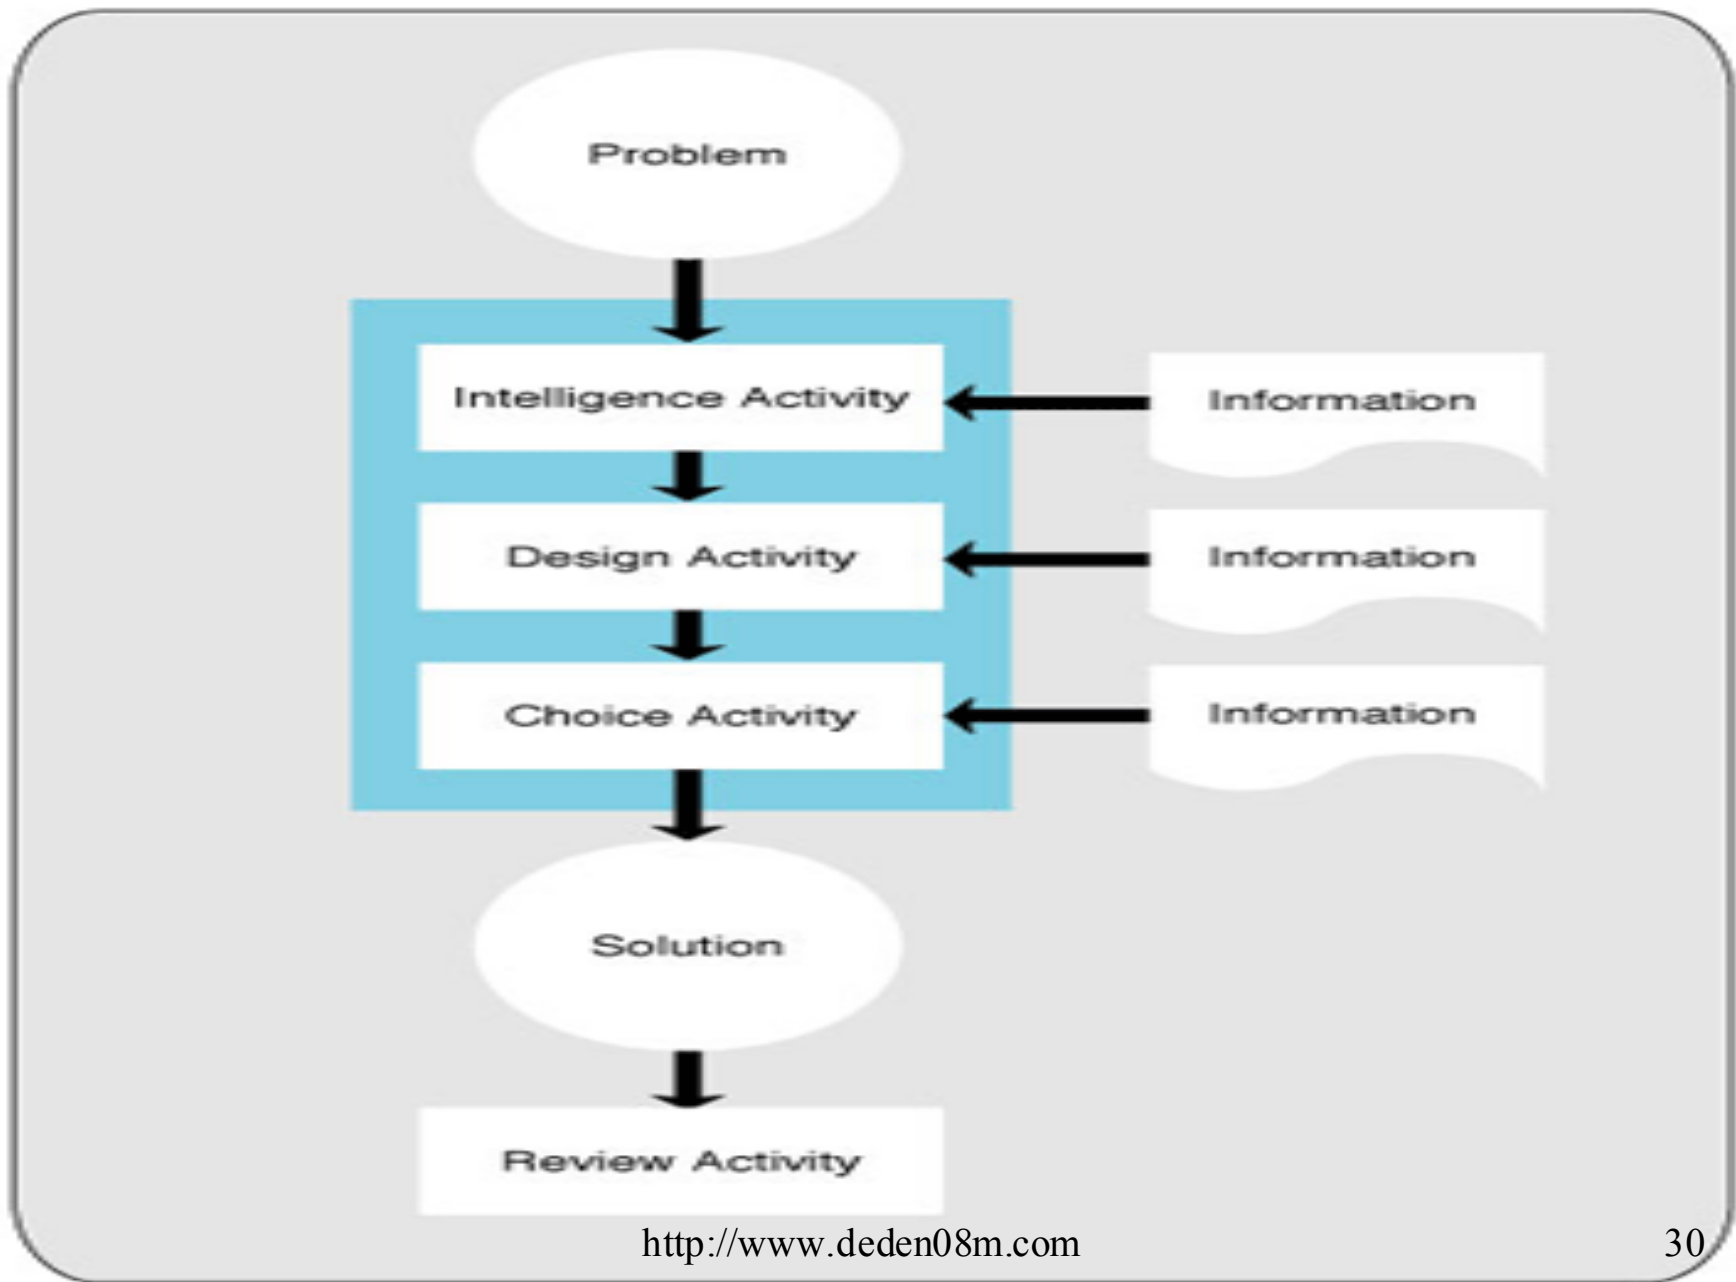 Problem
Intelligence Activity
Information
Design Activity
Information
Choice Activity
Information
Solution
Review Activity
http://www.deden08m.com
30